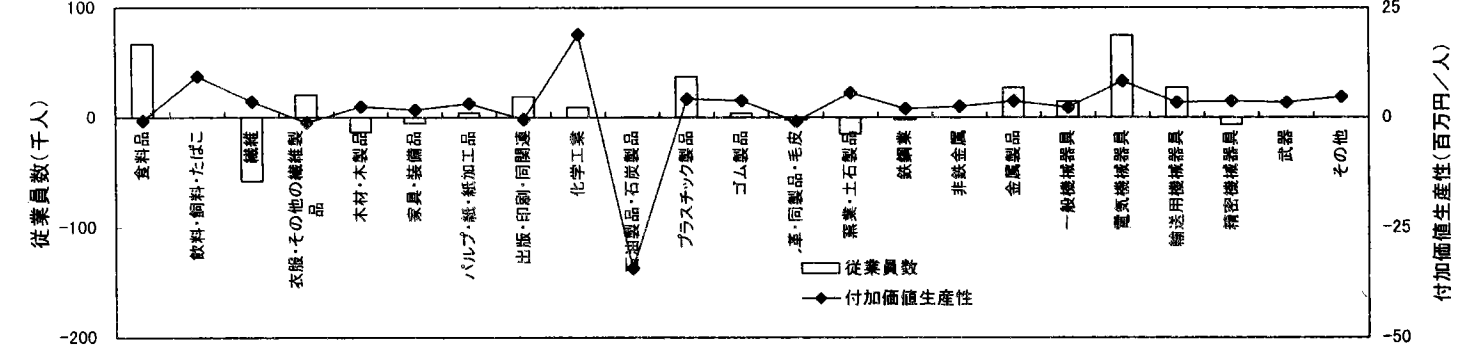 100
0
-100
-200
従業員数(千人)
25
0
-25
-50
付加価値生産性(百万円/人)
食料品
飲料・飼料・たばこ
繊維
衣服・その他の繊維製
品
木材・木製品
家具・装備品
パルプ・紙・紙加工品
出版・印刷・同関連
化学工業
油製品・石炭製品
プラスチック製品
ゴム製品
革・同製品・毛皮
窯業・土石製品
鉄鋼業
非鉄金属
金属製品
一般機械器具
電気機械器具
輸送用機械器具
精密機械器具
武器
その他
従業員数
付加価値生産性